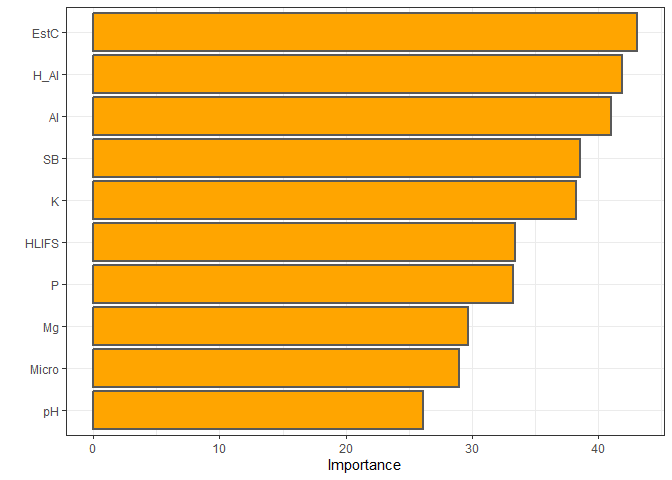 EstC
H_Al
Al
SB
K
HLIFS
P
Mg
Micro
pH
0 10 20 30 40
Importance